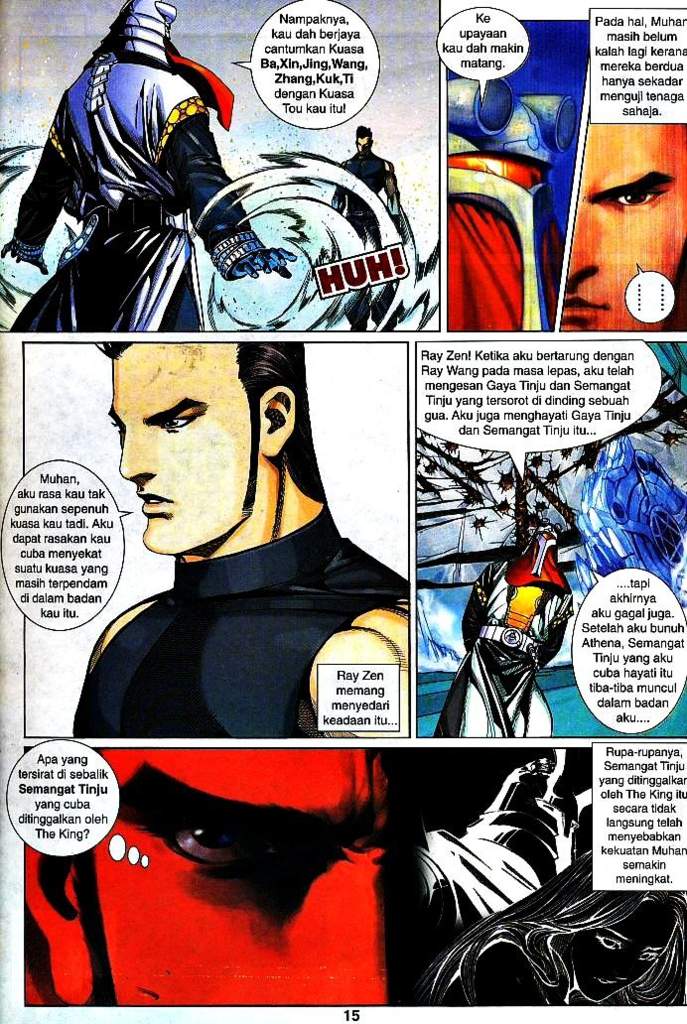 Nampaknya,
kau dah berjaya
cantumkan Kuasa
Ba,Xin,Jing,Wang,
Zhang,Kuk,Ti
dengan Kuasa
Tou kau itu!
HUH!
Ke
upayaan
kau dah makin
matang.
Pada hal, Muhan
masih belum
kalah lagi kerana
mereka berdua
hanya sekadar
menguji tenaga
sahaja.
Muhan,
aku rasa kau tak
gunakan sepenuh
kuasa kau tadi. Aku
dapat rasakan kau
cuba menyekat
suatu kuasa yang
masih terpendam
di dalam badan
kau itu.
Ray Zen
memang
menyedari
keadaan itu...
Ray Zen! Ketika aku bertarung dengan
Ray Wang pada masa lepas, aku telah
mengesan Gaya Tinju dan Semangat
Tinju yang tersorot di dinding sebuah
gua. Aku juga menghayati Gaya Tinju
dan Semangat Tinju itu...
....tapi
akhirnya
aku gagal juga.
Setelah aku bunuh
Athena, Semangat
Tinju yang aku
cuba hayati itu
tiba-tiba muncul
dalam badan
aku....
Apa yang
tersirat di sebalik
Semangat Tinju
yang cuba
ditinggalkan oleh
The King?
Rupa-rupanya,
Semangat Tinju
yang ditinggalkan
oleh The King itu
secara tidak
langsung telah
menyebabkan
kekuatan Muhan
semakin
meningkat.
15